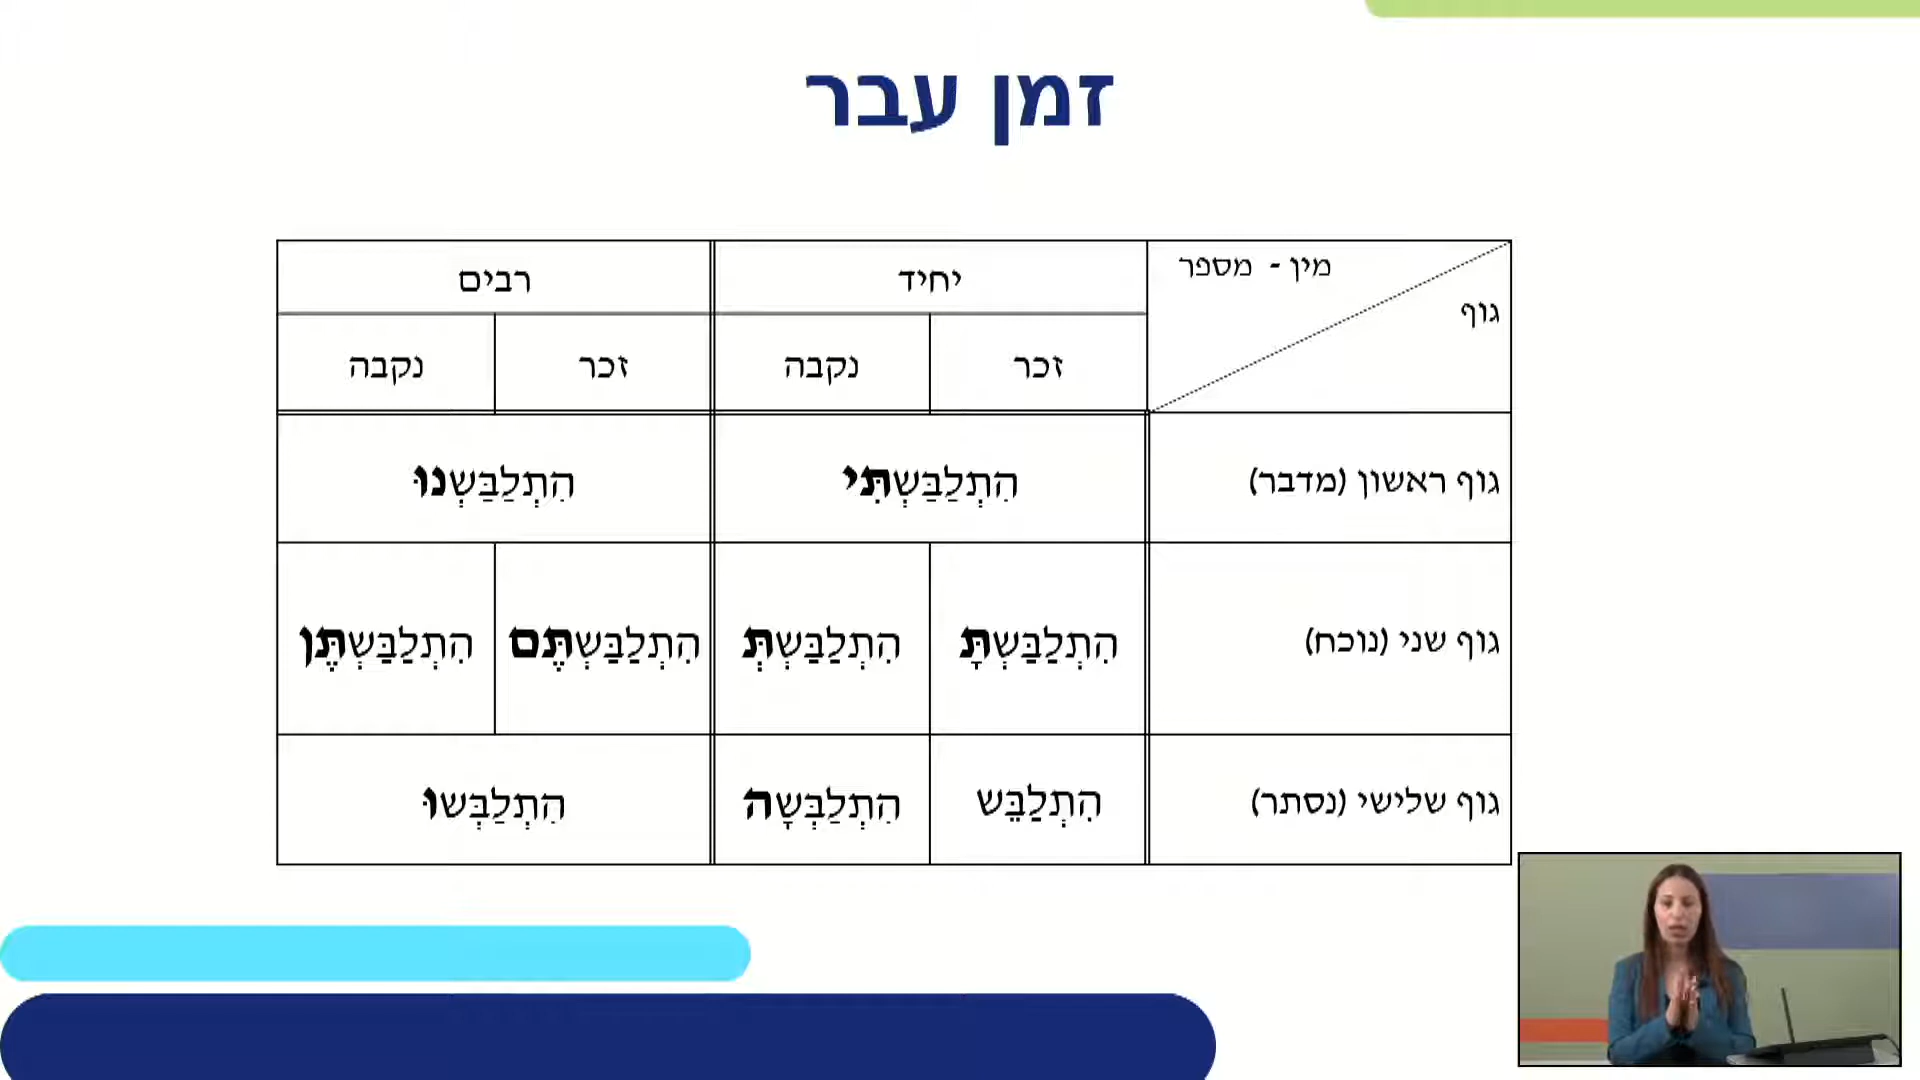 זמן עבר
מין - מספר
גוף
יחיד
רבים
זכר
נקבה
זכר
נקבה
גוף ראשון (מדבר)
הִתְלַבַּשְׁתִּי
הִתְלַבַּשְׁנוּ
גוף שני (נוכח)
הִתְלַבַּשְׁתָּ
הִתְלַבַּשְׁתְּ
הִתְלַבַּשְׁתֶּם
הִתְלַבַּשְׁתֶּן
גוף שלישי (נסתר)
הִתְלַבֵּש
הִתְלַבְּשָׁה
הִתְלַבְּשׁוּ